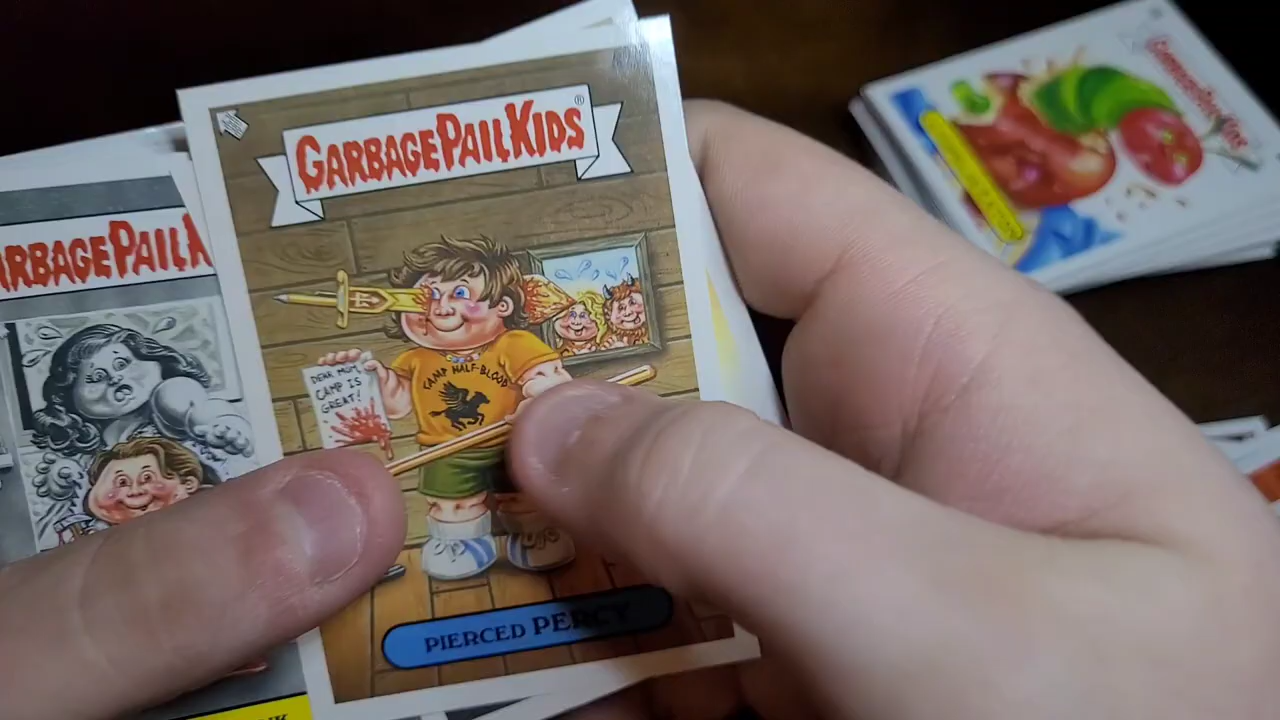 GARBAGE PAIL KIDS®
DEAR MOM,
CAMP IS
GREAT!
CAMP HALF-BLOOD
PIERCED PERCY
GARBAGE PAIL